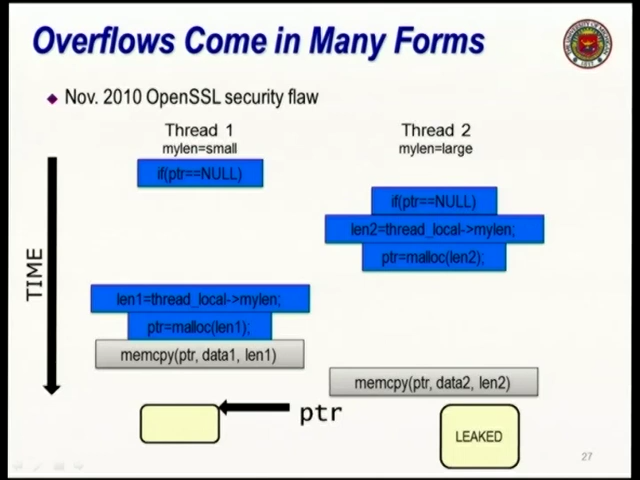 Overflows Come in Many Forms
Nov. 2010 OpenSSL security flaw
Thread 1
mylen=small
Thread 2
mylen=large
if(ptr==NULL)
if(ptr==NULL)
len2=thread_local->mylen;
ptr=malloc(len2);
TIME
len1=thread_local->mylen;
ptr=malloc(len1);
memcpy(ptr, data1, len1)
memcpy(ptr, data2, len2)
ptr
LEAKED
27